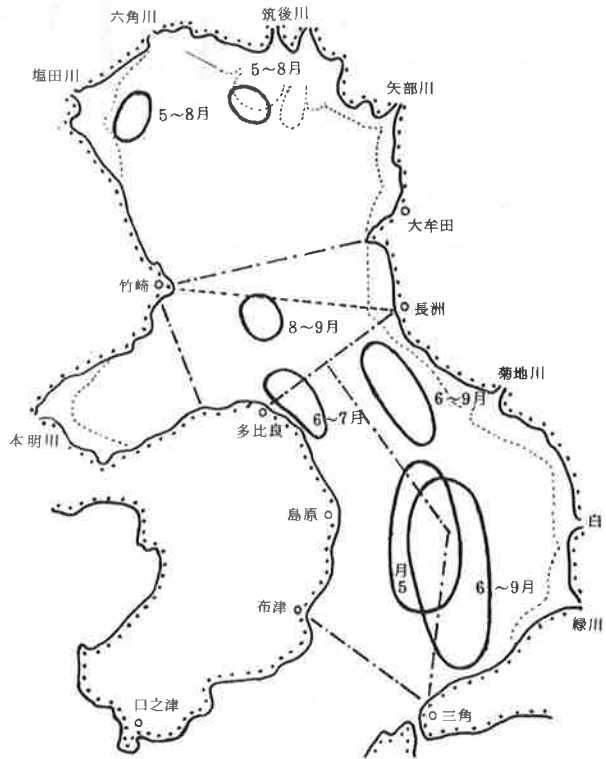 六角川
筑後川
塩田川
5～8月
5～8月
矢部川
大牟田
竹崎
長洲
8～9月
菊地川
6～9月
6～7月
多比良
本明川
島原
白
月
5
6～9月
布津
緑川
口之津
三角